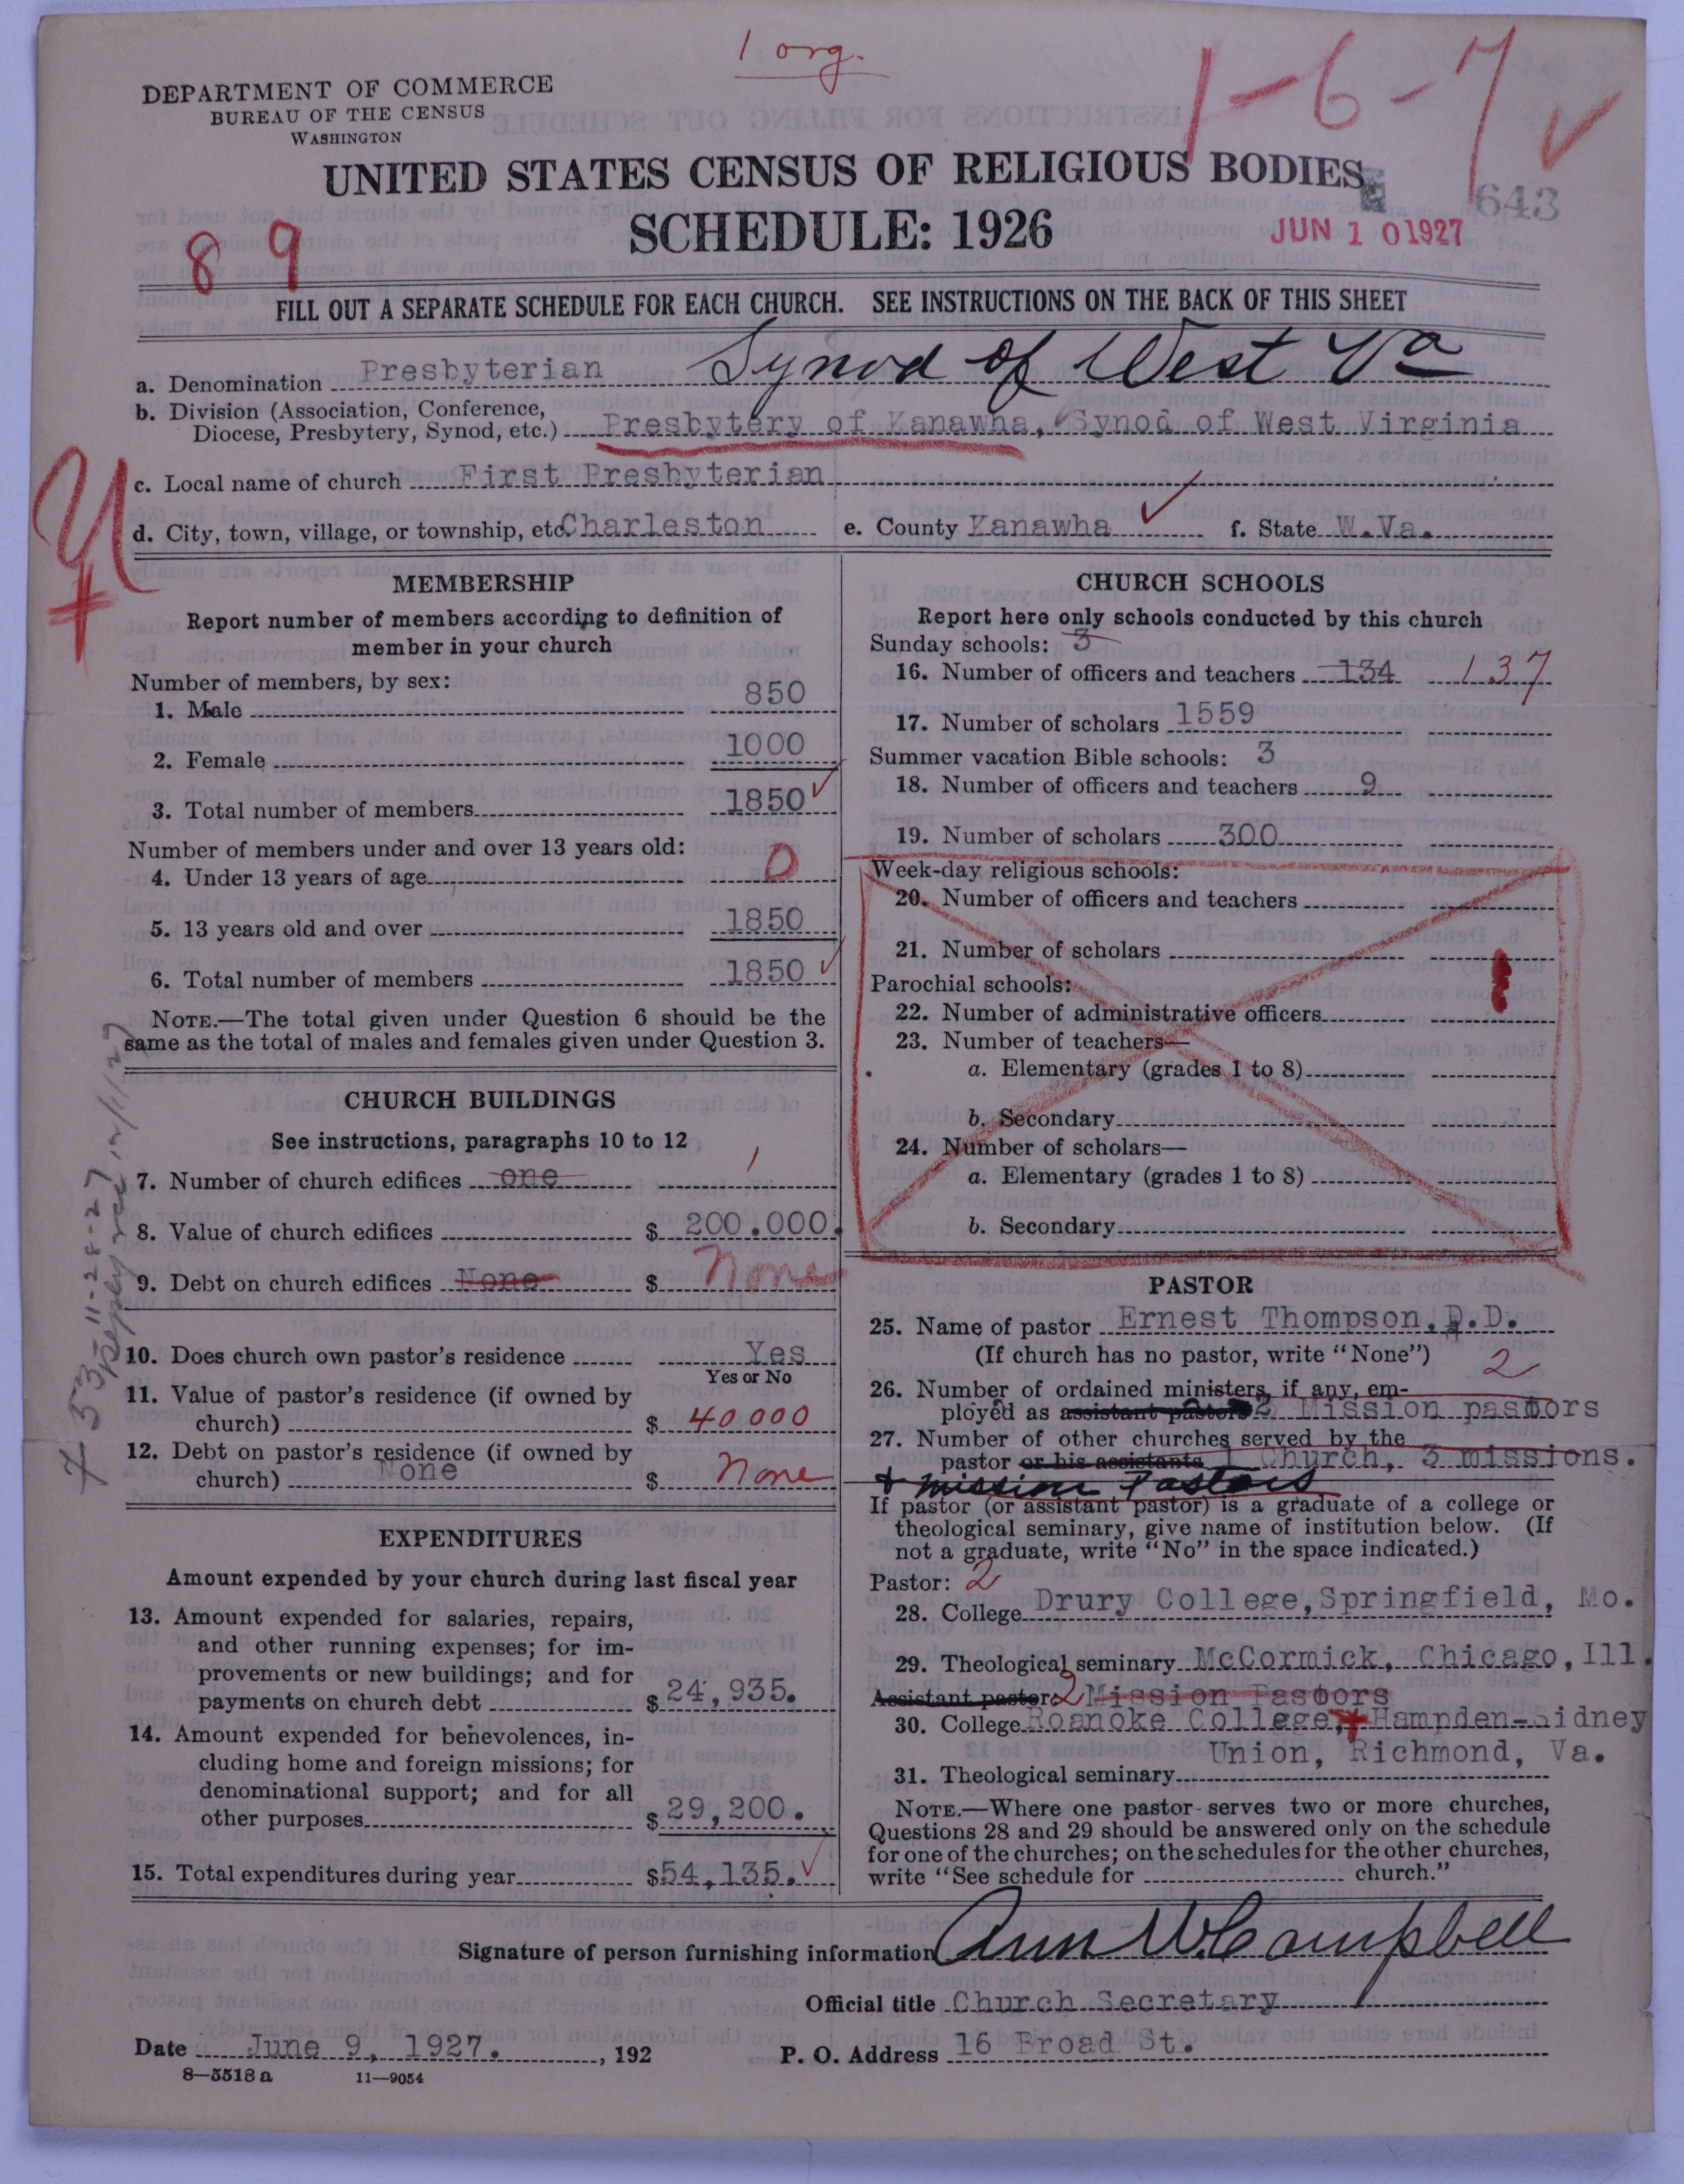 1 org.
1-6-7 ✓
DEPARTMENT OF COMMERCE
BUREAU OF THE CENSUS
WASHINGTON
UNITED STATES CENSUS OF RELIGIOUS BODIES
SCHEDULE: 1926
643
JUN 10 1927
89
FILL OUT A SEPARATE SCHEDULE FOR EACH CHURCH. SEE INSTRUCTIONS ON THE BACK OF THIS SHEET
a. Denomination Presbyterian Synod of West Va
b. Division (Association, Conference,
Diocese, Presbytery, Synod, etc.) Presbytery of Kanawha, Synod of West Virginia
c. Local name of church First Presbyterian
d. City, town, village, or township, etc. Charleston e. County Kanawha ✓ f. State W.Va.
MEMBERSHIP
Report number of members according to definition of
member in your church
Number of members, by sex:
1. Male 850
2. Female 1000
3. Total number of members 1850 ✓
Number of members under and over 13 years old:
4. Under 13 years of age 0
5. 13 years old and over 1850
6. Total number of members 1850 ✓
NOTE.—The total given under Question 6 should be the
same as the total of males and females given under Question 3.
CHURCH BUILDINGS
See instructions, paragraphs 10 to 12
7. Number of church edifices one 1
8. Value of church edifices $ 200.000.
9. Debt on church edifices None $ None
10. Does church own pastor's residence Yes
Yes or No
11. Value of pastor's residence (if owned by
church) $ 40000
12. Debt on pastor's residence (if owned by
church) None $ None
EXPENDITURES
Amount expended by your church during last fiscal year
13. Amount expended for salaries, repairs,
and other running expenses; for im-
provements or new buildings; and for
payments on church debt $ 24,935.
14. Amount expended for benevolences, in-
cluding home and foreign missions; for
denominational support; and for all
other purposes $ 29,200.
15. Total expenditures during year $54,135. ✓
CHURCH SCHOOLS
Report here only schools conducted by this church
Sunday schools: 3
16. Number of officers and teachers 134 137
17. Number of scholars 1559
Summer vacation Bible schools: 3
18. Number of officers and teachers 9
19. Number of scholars 300
Week-day religious schools:
20. Number of officers and teachers
21. Number of scholars
Parochial schools:
22. Number of administrative officers
23. Number of teachers—
a. Elementary (grades 1 to 8)
b. Secondary
24. Number of scholars—
a. Elementary (grades 1 to 8)
b. Secondary
PASTOR
25. Name of pastor Ernest Thompson, D.D.
(If church has no pastor, write "None")
2
26. Number of ordained ministers, if any, em-
ployed as assistant pastors 2 Mission pastors
27. Number of other churches served by the
pastor or his assistants 1 Church, 3 missions.
+ mission Pastors
If pastor (or assistant pastor) is a graduate of a college or
theological seminary, give name of institution below. (If
not a graduate, write "No" in the space indicated.)
Pastor: 2
28. College Drury College, Springfield, Mo.
29. Theological seminary McCormick, Chicago, Ill.
Assistant pastor: 2 Mission Pastors
30. College Roanoke College, + Hampden-Sidney
Union, Richmond, Va.
31. Theological seminary
NOTE.—Where one pastor serves two or more churches,
Questions 28 and 29 should be answered only on the schedule
for one of the churches; on the schedules for the other churches,
write "See schedule for church."
Signature of person furnishing information Ann W. Campbell
Official title Church Secretary
Date June 9, 1927. , 192
P. O. Address 16 Broad St.
8—5518 a 11—9054